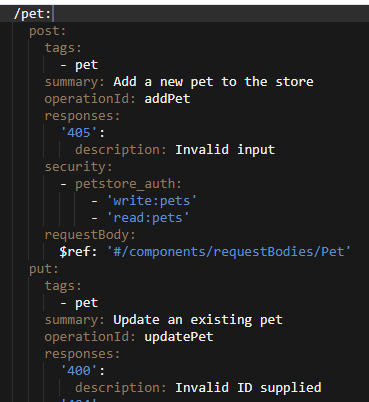 /pet:
  post:
    tags:
      - pet
    summary: Add a new pet to the store
    operationId: addPet
    responses:
      '405':
        description: Invalid input
    security:
      - petstore_auth:
          - 'write:pets'
          - 'read:pets'
    requestBody:
      $ref: '#/components/requestBodies/Pet'
  put:
    tags:
      - pet
    summary: Update an existing pet
    operationId: updatePet
    responses:
      '400':
        description: Invalid ID supplied